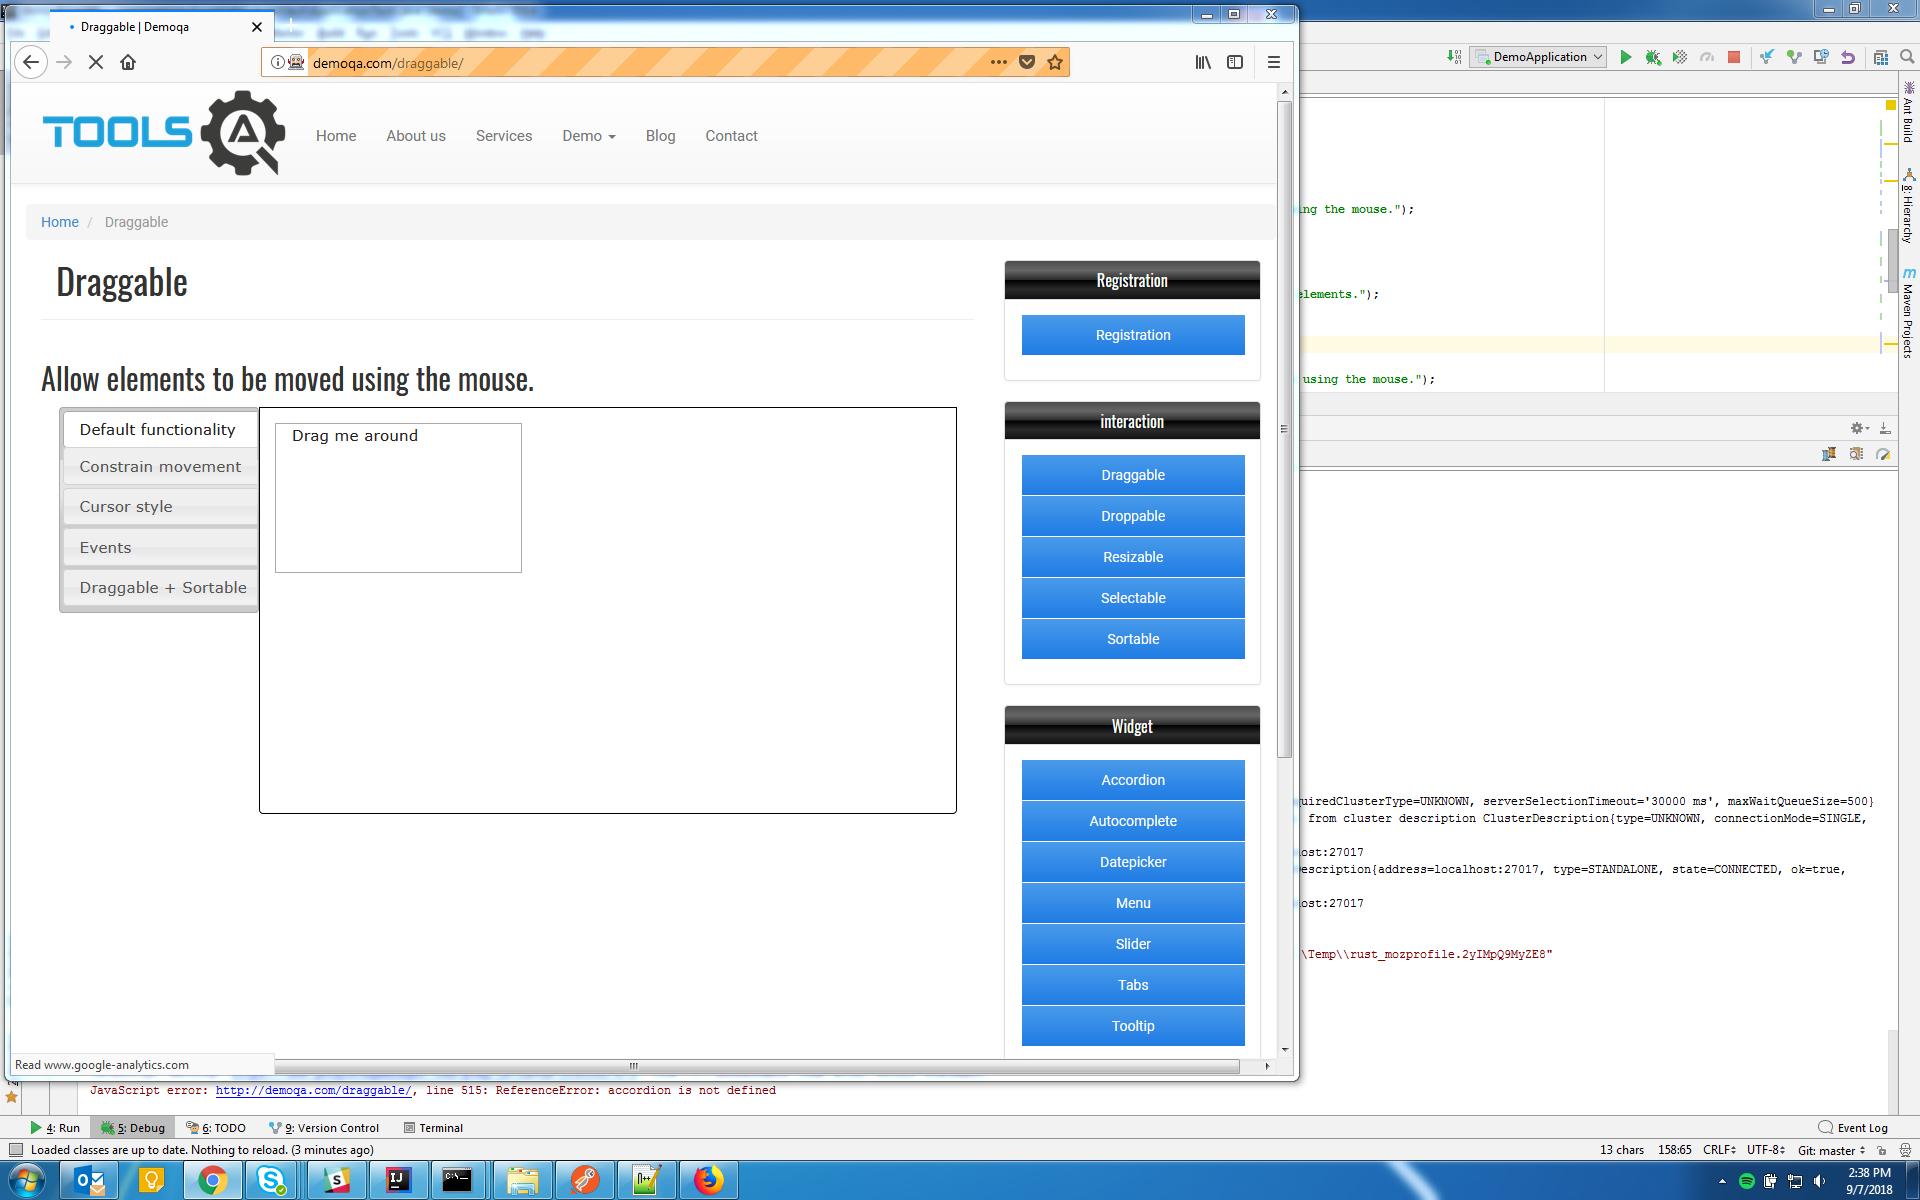 Draggable | Demoqa
demoqa.com/draggable/
DemoApplication
TOOLS QA
Home
About us
Services
Demo
Blog
Contact
Home / Draggable
Draggable
Allow elements to be moved using the mouse.
Default functionality
Constrain movement
Cursor style
Events
Draggable + Sortable
Drag me around
Registration
Registration
interaction
Draggable
Droppable
Resizable
Selectable
Sortable
Widget
Accordion
Autocomplete
Datepicker
Menu
Slider
Tabs
Tooltip
Read www.google-analytics.com
ing the mouse.");
elements.");
using the mouse.");
Ant Build
8: Hierarchy
Maven Projects
quiredClusterType=UNKNOWN, serverSelectionTimeout='30000 ms', maxWaitQueueSize=500}
from cluster description ClusterDescription{type=UNKNOWN, connectionMode=SINGLE,
ost:27017
escription{address=localhost:27017, type=STANDALONE, state=CONNECTED, ok=true,
ost:27017
\Temp\\rust_mozprofile.2yIMpQ9MyZE8"
JavaScript error: http://demoqa.com/draggable/, line 515: ReferenceError: accordion is not defined
4: Run
5: Debug
6: TODO
9: Version Control
Terminal
Event Log
Loaded classes are up to date. Nothing to reload. (3 minutes ago)
13 chars
158:65
CRLF
UTF-8
Git: master
2:38 PM
9/7/2018